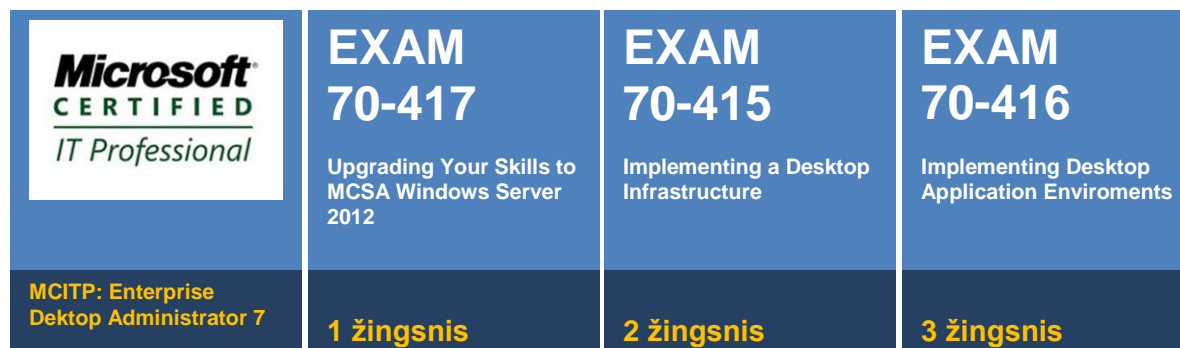 Microsoft
CERTIFIED
IT Professional
MCITP: Enterprise
Dektop Administrator 7
EXAM
70-417
Upgrading Your Skills to
MCSA Windows Server
2012
1 žingsnis
EXAM
70-415
Implementing a Desktop
Infrastructure
2 žingsnis
EXAM
70-416
Implementing Desktop
Application Enviroments
3 žingsnis